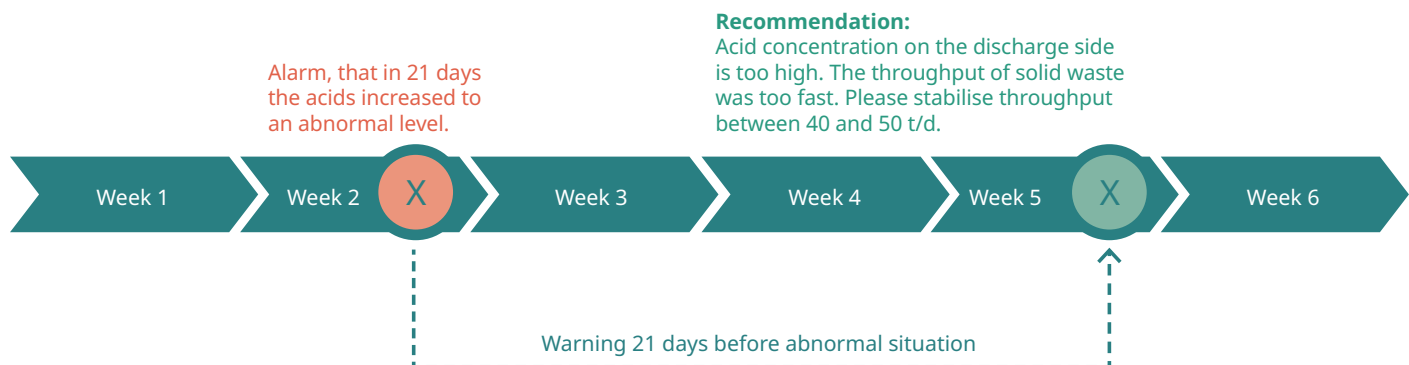 Recommendation:
Acid concentration on the discharge side
is too high. The throughput of solid waste
was too fast. Please stabilise throughput
between 40 and 50 t/d.
Alarm, that in 21 days
the acids increased to
an abnormal level.
Week 1
Week 2
X
Week 3
Week 4
Week 5
X
Week 6
Warning 21 days before abnormal situation